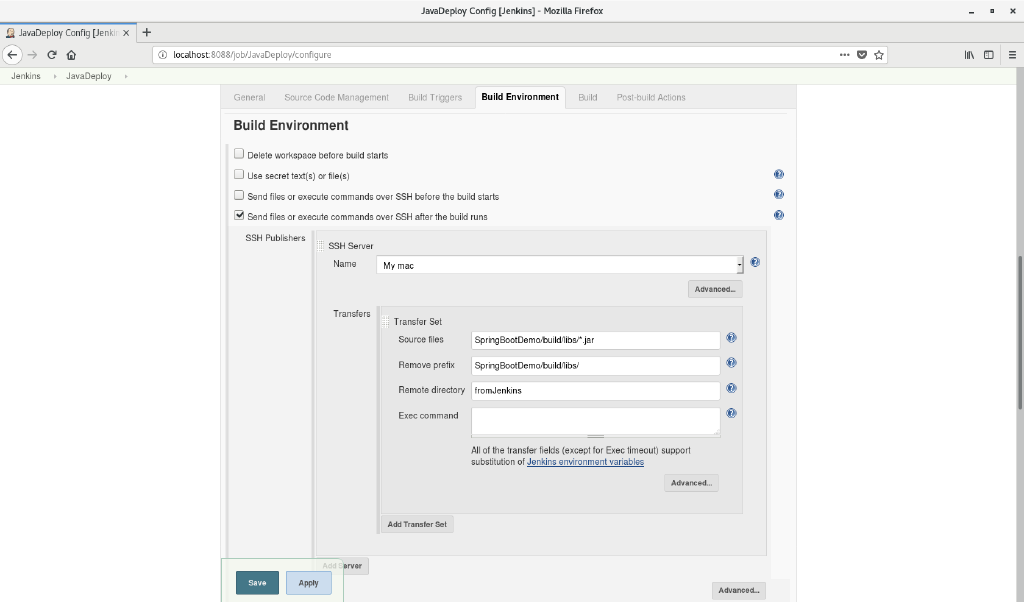 JavaDeploy Config [Jenkins] - Mozilla Firefox
JavaDeploy Config [Jenki
localhost:8088/job/JavaDeploy/configure
Jenkins JavaDeploy
General Source Code Management Build Triggers Build Environment Build Post-build Actions
Build Environment
Delete workspace before build starts
Use secret text(s) or file(s)
Send files or execute commands over SSH before the build starts
Send files or execute commands over SSH after the build runs
SSH Publishers
SSH Server
Name My mac
Advanced...
Transfers
Transfer Set
Source files SpringBootDemo/build/libs/*.jar
Remove prefix SpringBootDemo/build/libs/
Remote directory fromJenkins
Exec command
All of the transfer fields (except for Exec timeout) support
substitution of Jenkins environment variables
Advanced...
Add Transfer Set
Add Server
Save Apply
Advanced...